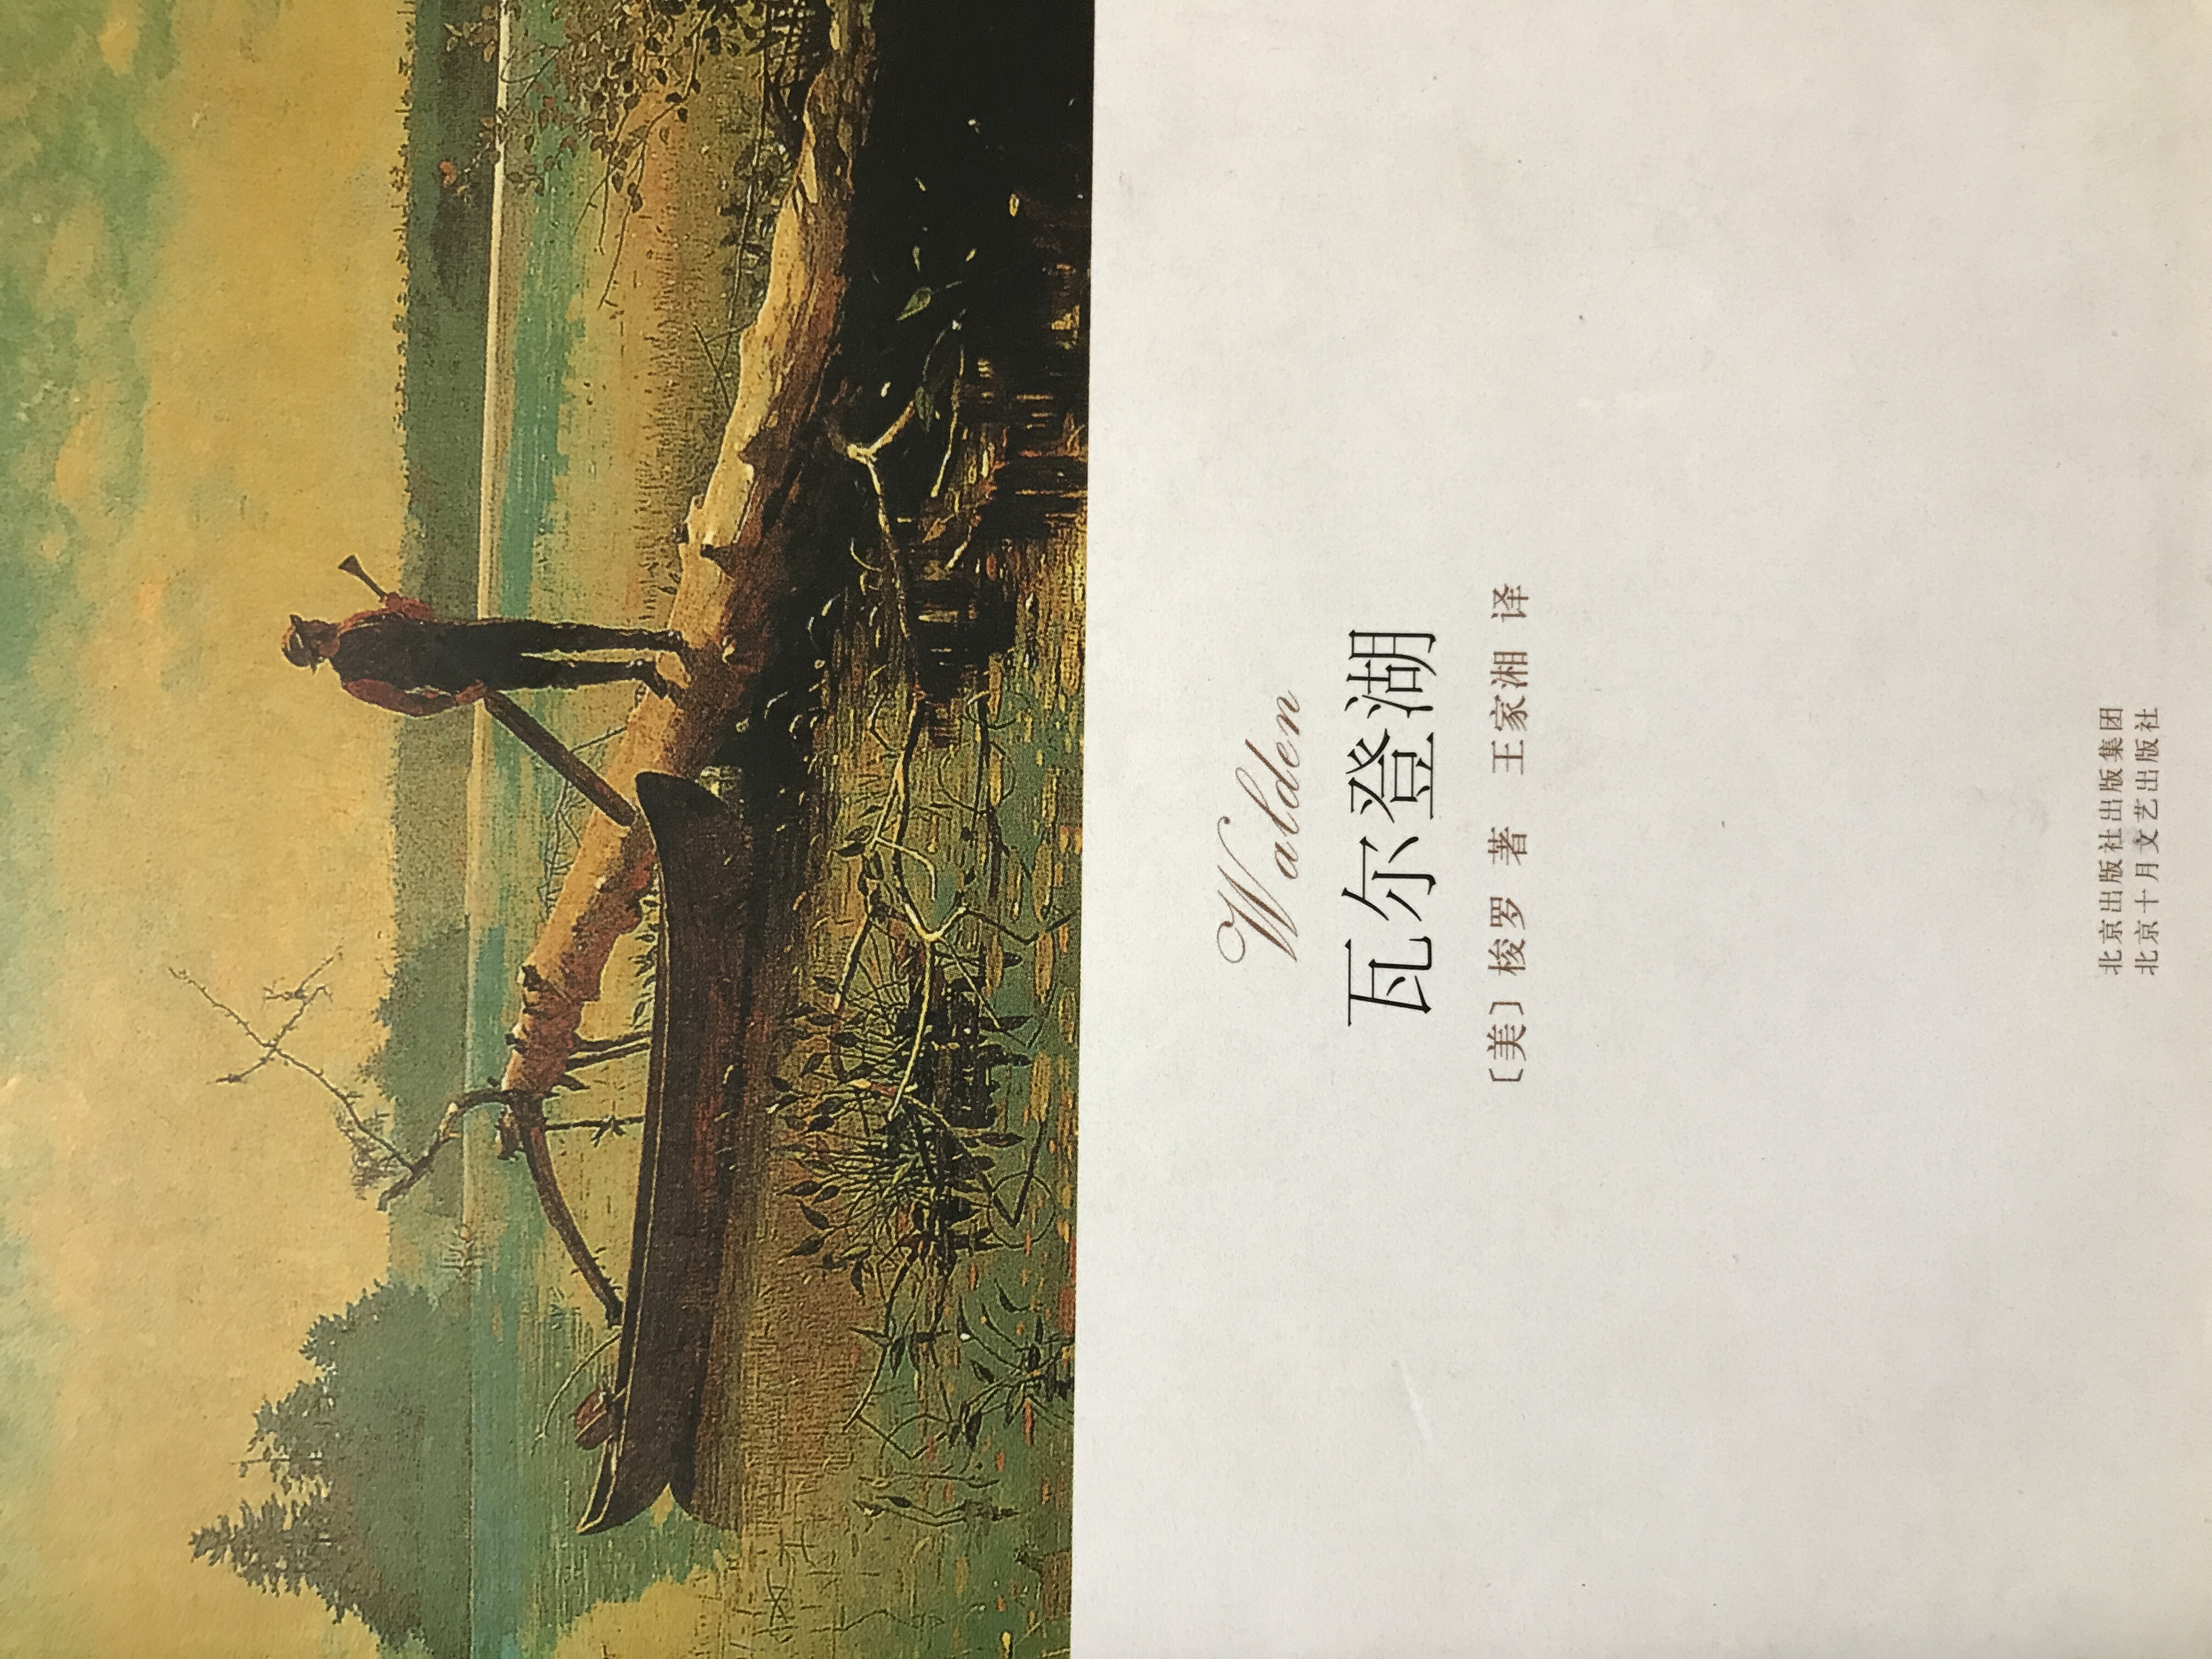 Walden
瓦尔登湖
〔美〕梭罗 著 王家湘 译
北京出版社出版集团
北京十月文艺出版社